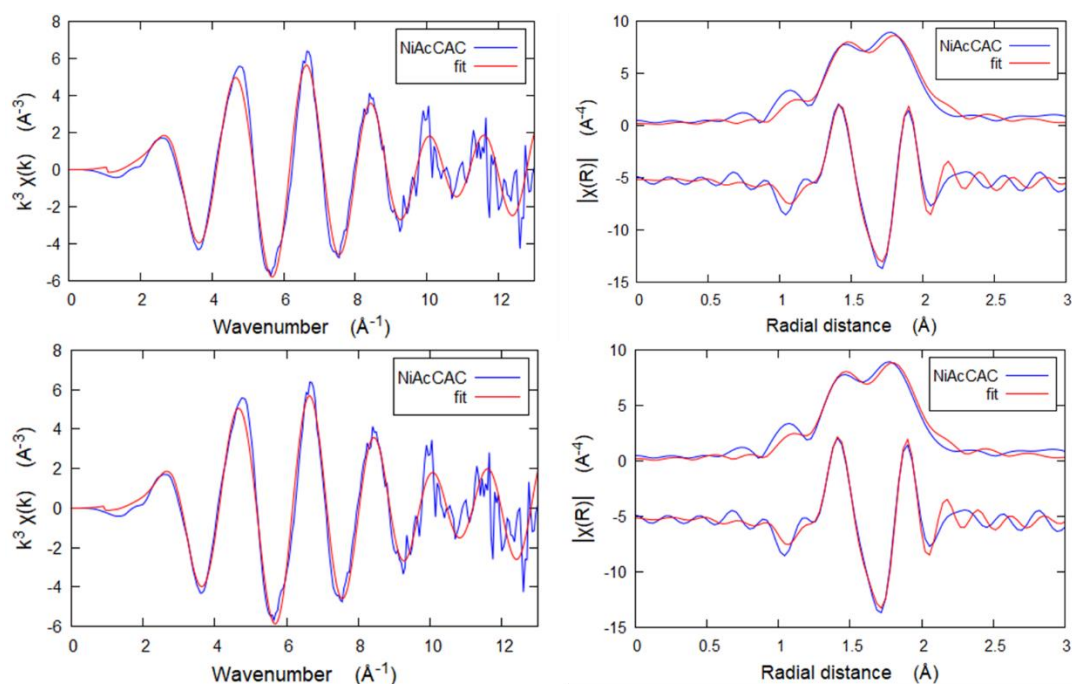 8
6
4
2
0
-2
-4
-6
k³ χ(k) (A⁻³)
NiAcCAC
fit
0 2 4 6 8 10 12
Wavenumber (Å⁻¹)
10
5
0
-5
-10
-15
|χ(R)| (A⁻⁴)
NiAcCAC
fit
0 0.5 1 1.5 2 2.5 3
Radial distance (Å)
8
6
4
2
0
-2
-4
-6
k³ χ(k) (A⁻³)
NiAcCAC
fit
0 2 4 6 8 10 12
Wavenumber (Å⁻¹)
10
5
0
-5
-10
-15
|χ(R)| (A⁻⁴)
NiAcCAC
fit
0 0.5 1 1.5 2 2.5 3
Radial distance (Å)